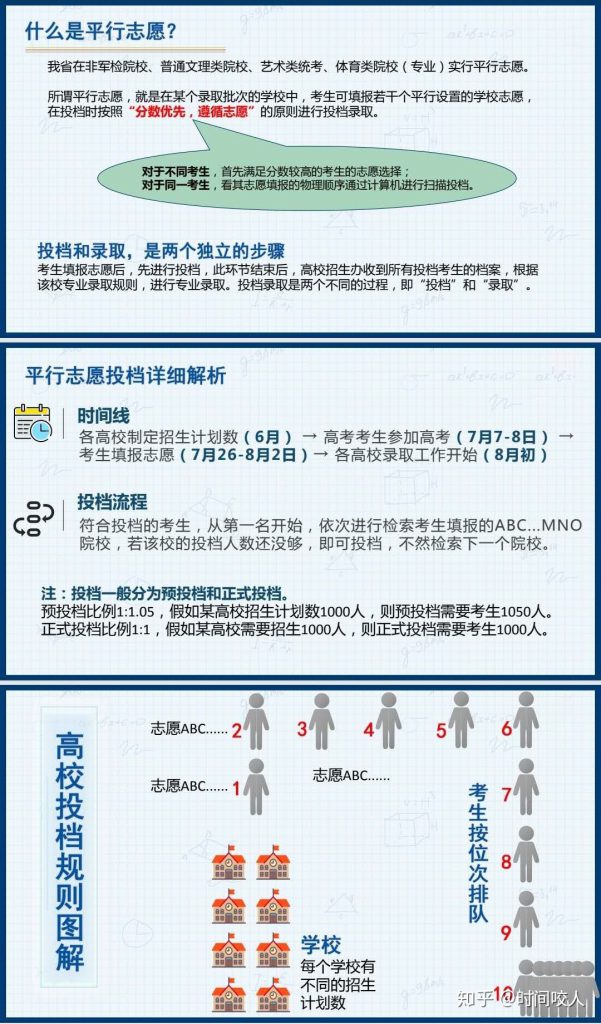 什么是平行志愿？
我省在非军检院校、普通文理类院校、艺术类统考、体育类院校（专业）实行平行志愿。
所谓平行志愿，就是在某个录取批次的学校中，考生可填报若干个平行设置的学校志愿，
在投档时按照“分数优先，遵循志愿”的原则进行投档录取。
对于不同考生，首先满足分数较高的考生的志愿选择；
对于同一考生，看其志愿填报的物理顺序通过计算机进行扫描投档。
投档和录取，是两个独立的步骤
考生填报志愿后，先进行投档，此环节结束后，高校招生办收到所有投档考生的档案，根据
该校专业录取规则，进行专业录取。投档录取是两个不同的过程，即“投档”和“录取”。
平行志愿投档详细解析
时间线
各高校制定招生计划数（6月） → 高考考生参加高考（7月7-8日） →
考生填报志愿（7月26-8月2日）→ 各高校录取工作开始（8月初）
投档流程
符合投档的考生，从第一名开始，依次进行检索考生填报的ABC...MNO
院校，若该校的投档人数还没够，即可投档，不然检索下一个院校。
注：投档一般分为预投档和正式投档。
预投档比例1:1.05，假如某高校招生计划数1000人，则预投档需要考生1050人。
正式投档比例1:1，假如某高校需要招生1000人，则正式投档需要考生1000人。
高校投档规则图解
志愿ABC...... 2 3 4 5 6
志愿ABC...... 1
志愿ABC......
考生按位次排队
7
8
9
学校
每个学校有
不同的招生
计划数
知乎 @时间咬人